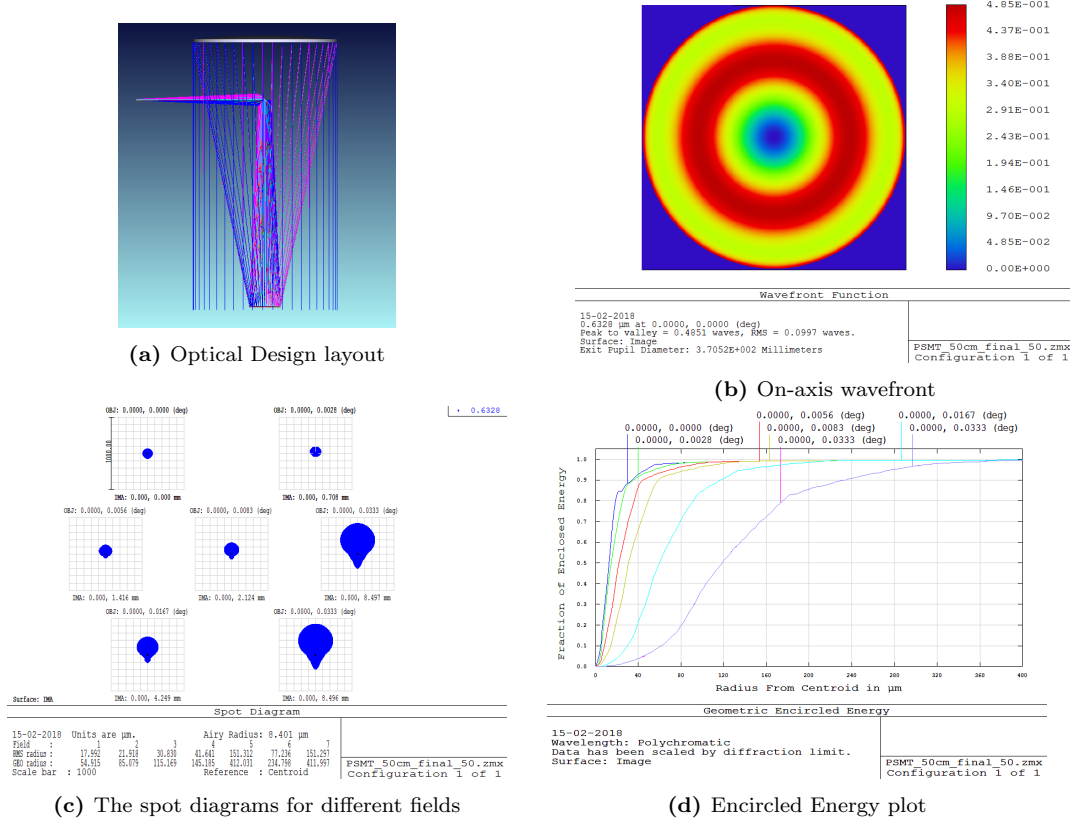 (a) Optical Design layout
4.85E-001
4.37E-001
3.88E-001
3.40E-001
2.91E-001
2.43E-001
1.94E-001
1.46E-001
9.70E-002
4.85E-002
0.00E+000
Wavefront Function
15-02-2018
0.6328 µm at 0.0000, 0.0000 (deg)
Peak to valley = 0.4851 waves, RMS = 0.0997 waves.
Surface: Image
Exit Pupil Diameter: 3.7052E+002 Millimeters
PSMT_50cm_final_50.zmx
Configuration 1 of 1
(b) On-axis wavefront
+ 0.6328
OBJ: 0.0000, 0.0000 (deg)
OBJ: 0.0000, 0.0028 (deg)
1000.00
IMA: 0.000, 0.000 mm
IMA: 0.000, 0.708 mm
OBJ: 0.0000, 0.0056 (deg)
OBJ: 0.0000, 0.0083 (deg)
OBJ: 0.0000, 0.0333 (deg)
IMA: 0.000, 1.416 mm
IMA: 0.000, 2.124 mm
IMA: 0.000, 8.497 mm
OBJ: 0.0000, 0.0167 (deg)
OBJ: 0.0000, 0.0333 (deg)
IMA: 0.000, 4.249 mm
IMA: 0.000, 8.496 mm
Surface: IMA
Spot Diagram
15-02-2018 Units are µm. Airy Radius: 8.401 µm
Field : 1 2 3 4 5 6 7
RMS radius : 17.992 21.918 30.830 41.641 151.312 77.236 151.297
GEO radius : 54.915 85.079 115.169 145.185 412.031 234.798 411.997
Scale bar : 1000 Reference : Centroid
PSMT_50cm_final_50.zmx
Configuration 1 of 1
(c) The spot diagrams for different fields
0.0000, 0.0056 (deg) 0.0000, 0.0167 (deg)
0.0000, 0.0000 (deg) 0.0000, 0.0083 (deg) 0.0000, 0.0333 (deg)
0.0000, 0.0028 (deg) 0.0000, 0.0333 (deg)
1.0
0.9
0.8
0.7
0.6
0.5
0.4
0.3
0.2
0.1
0.0
Fraction of Enclosed Energy
0 40 80 120 160 200 240 280 320 360 400
Radius From Centroid in µm
Geometric Encircled Energy
15-02-2018
Wavelength: Polychromatic
Data has been scaled by diffraction limit.
Surface: Image
PSMT_50cm_final_50.zmx
Configuration 1 of 1
(d) Encircled Energy plot